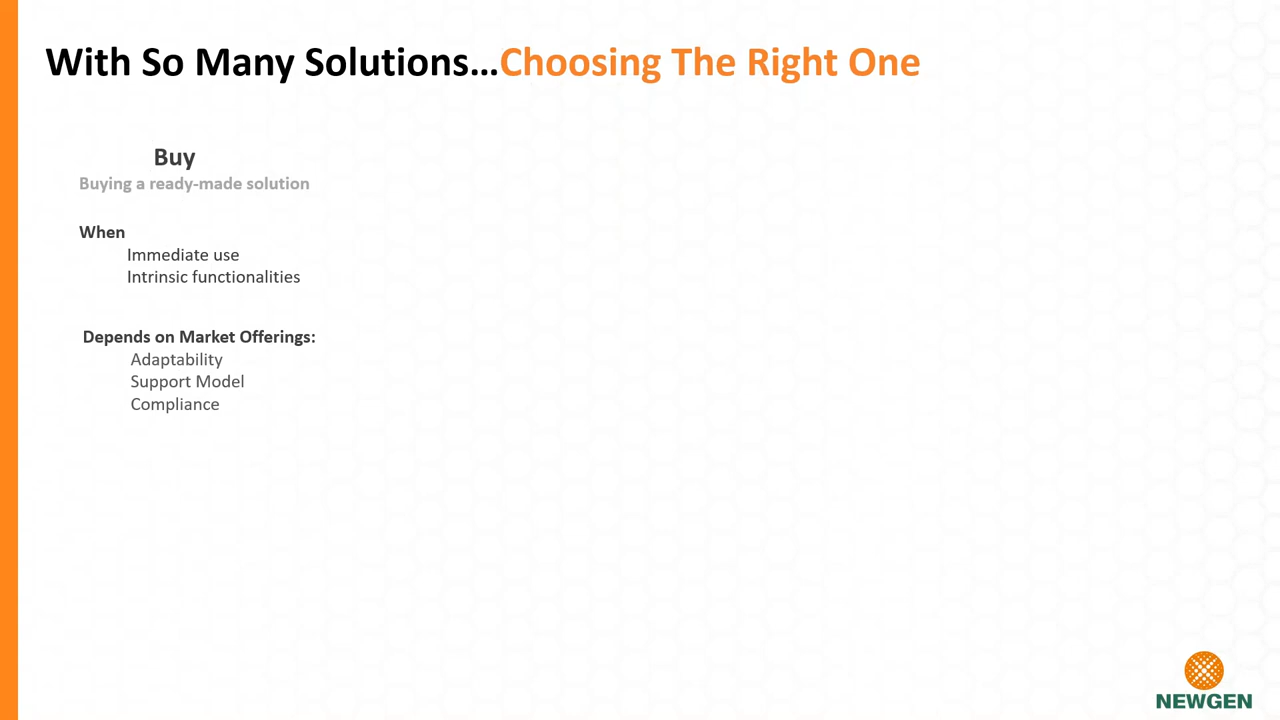 With So Many Solutions...Choosing The Right One
Buy
Buying a ready-made solution
When
Immediate use
Intrinsic functionalities
Depends on Market Offerings:
Adaptability
Support Model
Compliance
NEWGEN